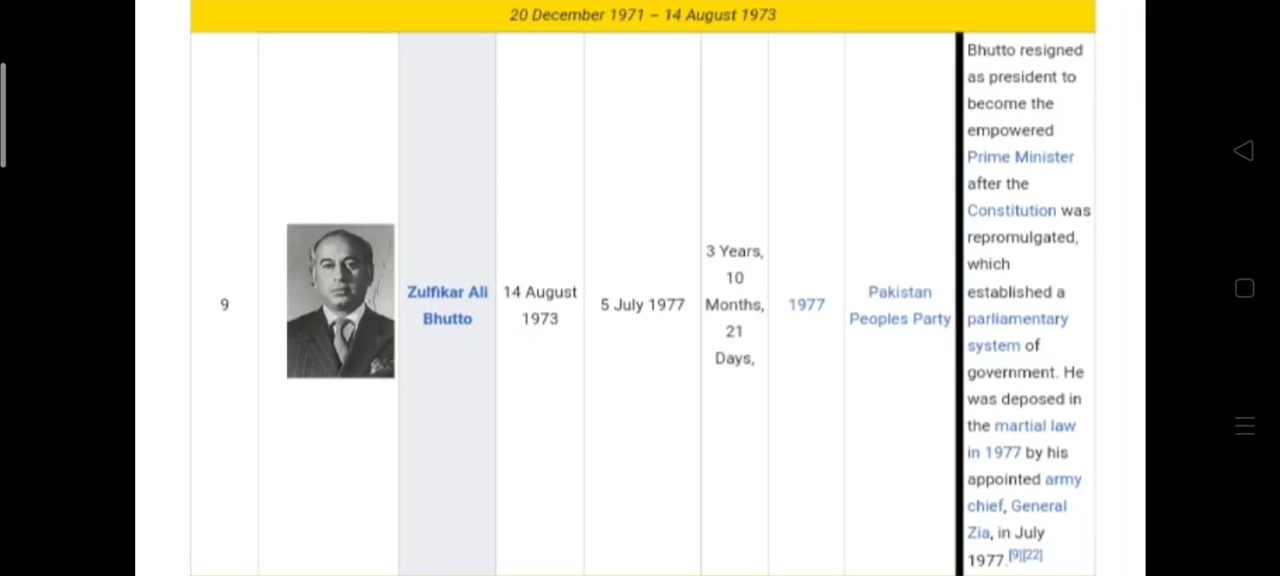 20 December 1971 – 14 August 1973
9
Zulfikar Ali
Bhutto
14 August
1973
5 July 1977
3 Years,
10
Months,
21
Days,
1977
Pakistan
Peoples Party
Bhutto resigned
as president to
become the
empowered
Prime Minister
after the
Constitution was
repromulgated,
which
established a
parliamentary
system of
government. He
was deposed in
the martial law
in 1977 by his
appointed army
chief, General
Zia, in July
1977.[9][22]